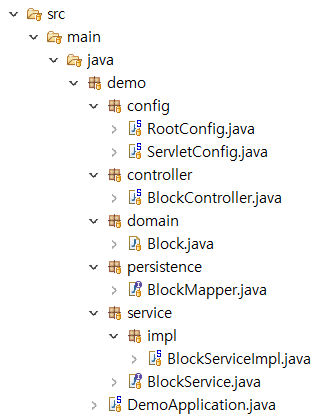 src
main
java
demo
config
RootConfig.java
ServletConfig.java
controller
BlockController.java
domain
Block.java
persistence
BlockMapper.java
service
impl
BlockServiceImpl.java
BlockService.java
DemoApplication.java